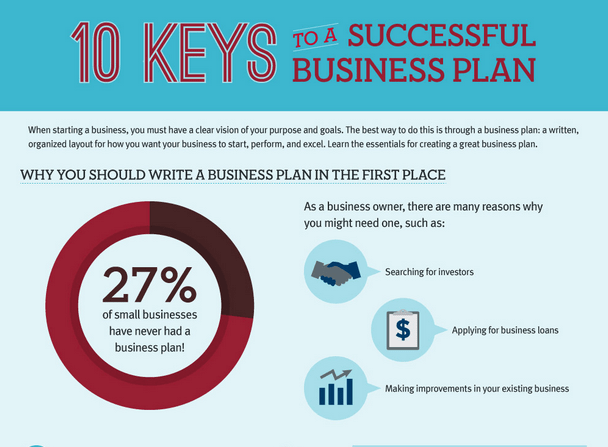 10 KEYS TO A SUCCESSFUL
BUSINESS PLAN
When starting a business, you must have a clear vision of your purpose and goals. The best way to do this is through a business plan: a written,
organized layout for how you want your business to start, perform, and excel. Learn the essentials for creating a great business plan.
WHY YOU SHOULD WRITE A BUSINESS PLAN IN THE FIRST PLACE
27%
of small businesses
have never had a
business plan!
As a business owner, there are many reasons why
you might need one, such as:
Searching for investors
$
Applying for business loans
Making improvements in your existing business